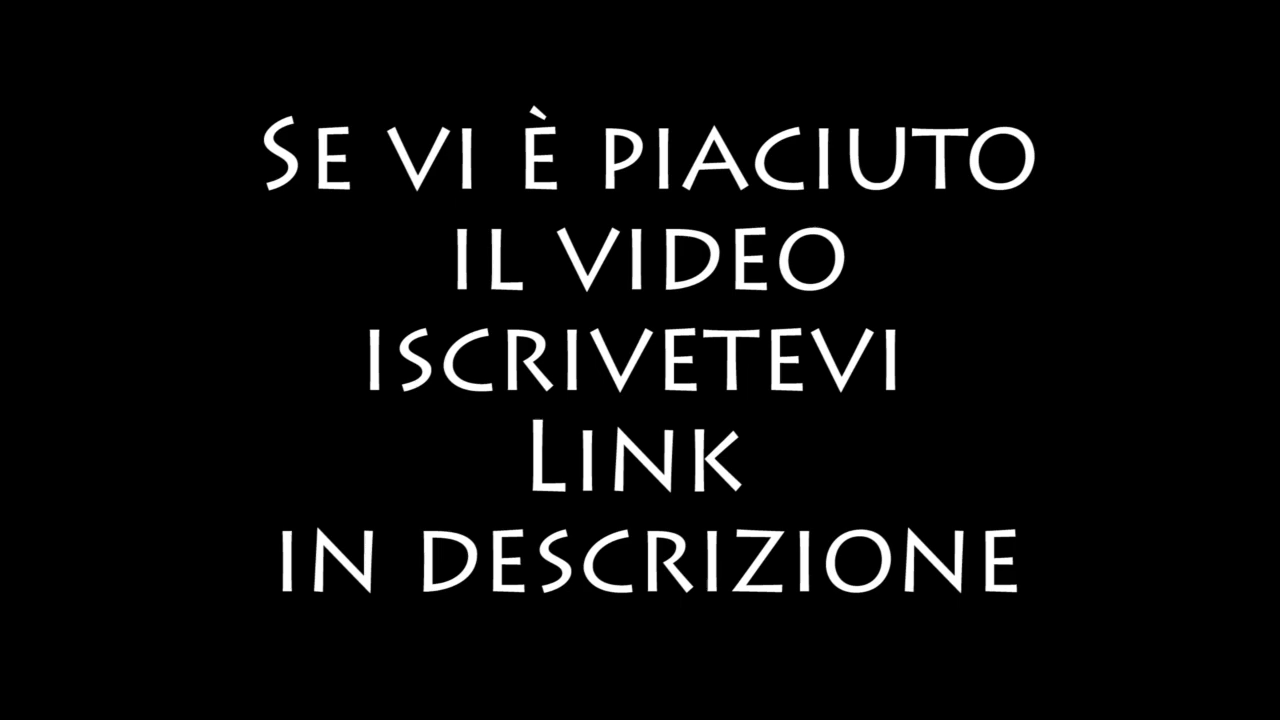 Se vi è piaciuto
il video
iscrivetevi
Link
in descrizione